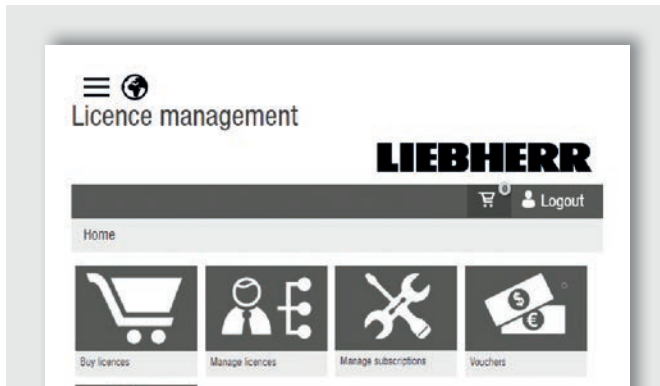 Licence management
LIEBHERR
0 Logout
Home
$
€
Buy licences Manage licences Manage subscriptions Vouchers